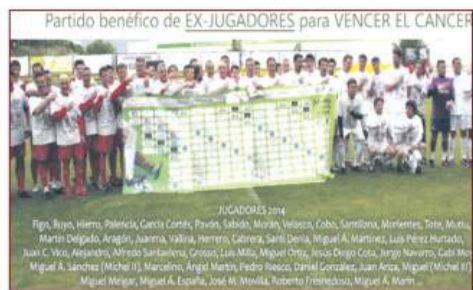 Partido benéfico de EX-JUGADORES para VENCER EL CANCER
JUGADORES 2014
Figo, Buyo, Hierro, Palencia, García Cortés, Pavón, Sabido, Morán, Velasco, Cobo, Santillana, Morientes, Tote, Mutiu,
Martín Delgado, Aragón, Juanma, Vallina, Herrero, Cabrera, Santi Denia, Miguel Á. Martínez, Luis Pérez Hurtado,
Juan C. Vico, Alejandro, Alfredo Santaelena, Grosso, Luis Milla, Miguel Ortiz, Jesús Diego Cota, Jorge Navarro, Gabi Mo
Miguel Á. Sánchez (Michel II), Marcelino, Ángel Martín, Pedro Riesco, Daniel González, Juan Ariza, Miguel (Michel III)
Miguel Melgar, Miguel Á. España, José M. Movilla, Roberto Fresnedoso, Miguel Á. Marín ...